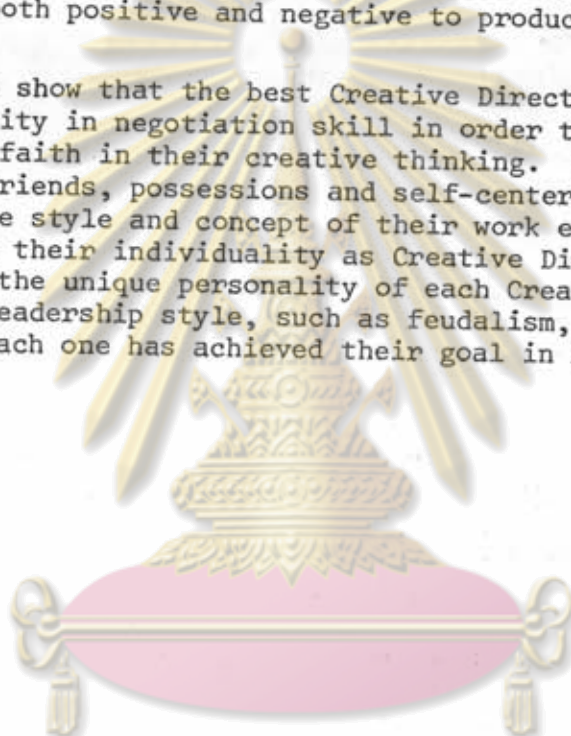 both positive and negative to produc
show that the best Creative Direct
ity in negotiation skill in order t
faith in their creative thinking.
riends, possessions and self-center
e style and concept of their work e
their individuality as Creative Di
the unique personality of each Crea
eadership style, such as feudalism,
ach one has achieved their goal in